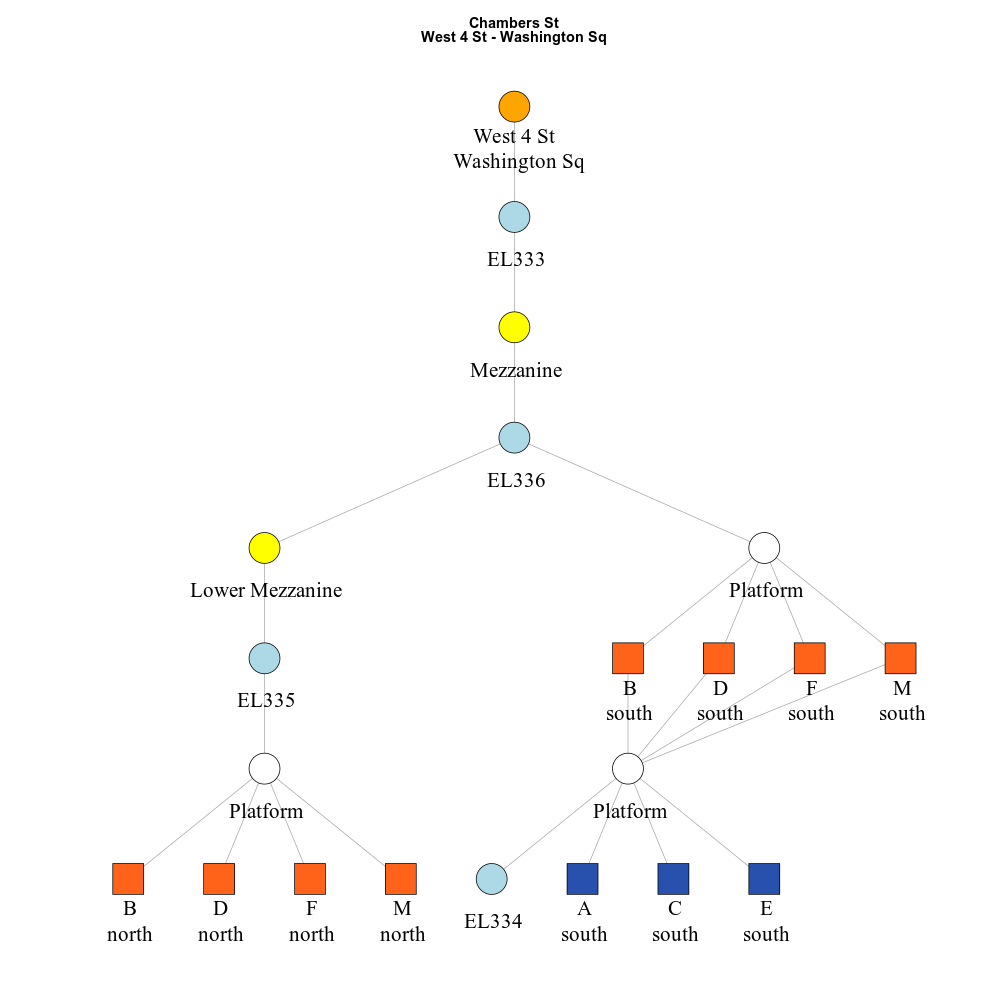 Chambers St
West 4 St - Washington Sq
West 4 St
Washington Sq
EL333
Mezzanine
EL336
Lower Mezzanine
Platform
EL335
B
south
D
south
F
south
M
south
Platform
Platform
B
north
D
north
F
north
M
north
EL334
A
south
C
south
E
south